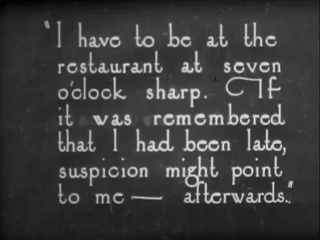 "I have to be at the
restaurant at seven
o'clock sharp. If
it was remembered
that I had been late,
suspicion might point
to me — afterwards."